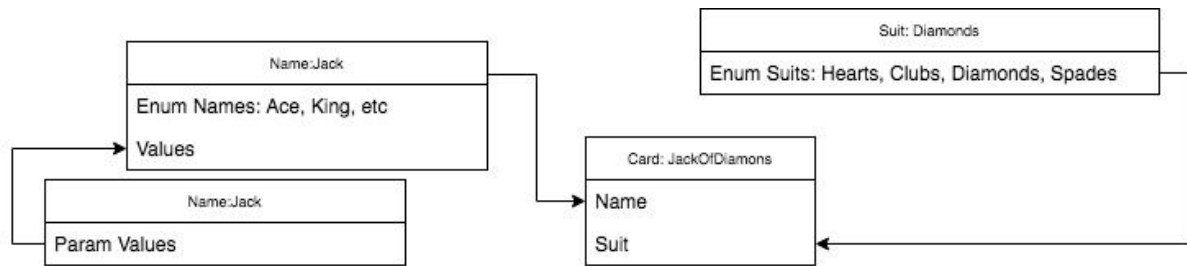 Suit: Diamonds
Enum Suits: Hearts, Clubs, Diamonds, Spades
Name:Jack
Enum Names: Ace, King, etc
Values
Name:Jack
Param Values
Card: JackOfDiamons
Name
Suit